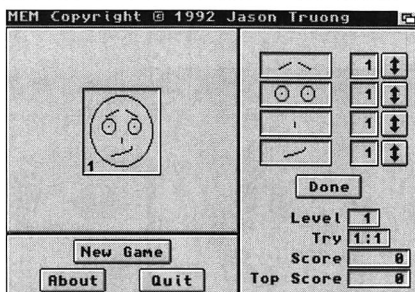 MEM Copyright © 1992 Jason Truong
1
1
1
1
1
Done
Level 1
Try 1:1
Score 0
Top Score 0
New Game
About Quit